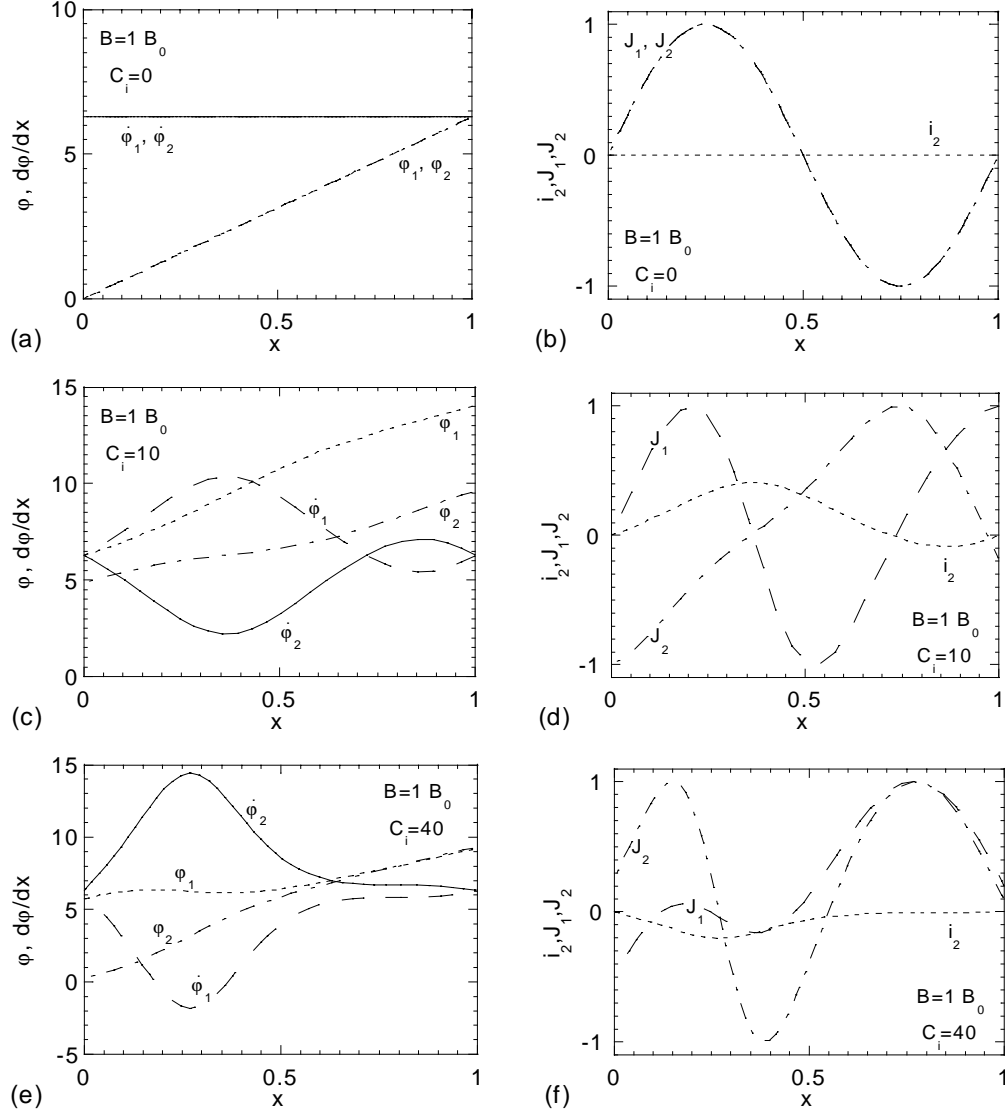 10
5
0
φ, dφ/dx
B=1 B₀
Cᵢ=0
φ̇₁, φ̇₂
φ₁, φ₂
0
0.5
1
x
(a)
1
0
-1
i₂,J₁,J₂
J₁, J₂
i₂
B=1 B₀
Cᵢ=0
0
0.5
1
x
(b)
15
10
5
0
φ, dφ/dx
B=1 B₀
Cᵢ=10
φ₁
φ̇₁
φ₂
φ̇₂
0
0.5
1
x
(c)
1
0
-1
i₂,J₁,J₂
J₁
J₂
i₂
B=1 B₀
Cᵢ=10
0
0.5
1
x
(d)
15
10
5
0
-5
φ, dφ/dx
B=1 B₀
Cᵢ=40
φ̇₂
φ₁
φ₂
φ̇₁
0
0.5
1
x
(e)
1
0
-1
i₂,J₁,J₂
J₂
J₁
i₂
B=1 B₀
Cᵢ=40
0
0.5
1
x
(f)